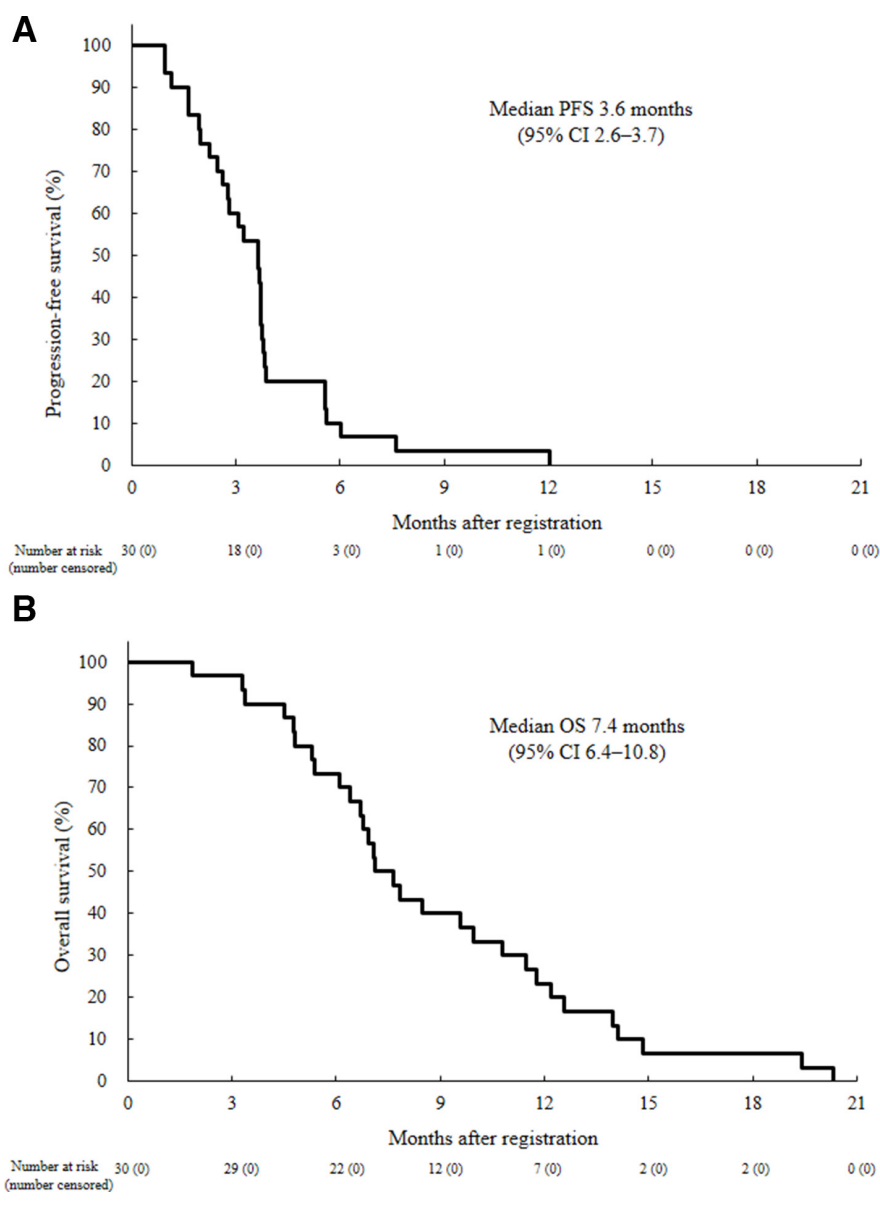 A
Progression-free survival (%)
100
90
80
70
60
50
40
30
20
10
0
Median PFS 3.6 months
(95% CI 2.6–3.7)
0 3 6 9 12 15 18 21
Months after registration
Number at risk 30 (0) 18 (0) 3 (0) 1 (0) 1 (0) 0 (0) 0 (0) 0 (0)
(number censored)
B
Overall survival (%)
100
90
80
70
60
50
40
30
20
10
0
Median OS 7.4 months
(95% CI 6.4–10.8)
0 3 6 9 12 15 18 21
Months after registration
Number at risk 30 (0) 29 (0) 22 (0) 12 (0) 7 (0) 2 (0) 2 (0) 0 (0)
(number censored)